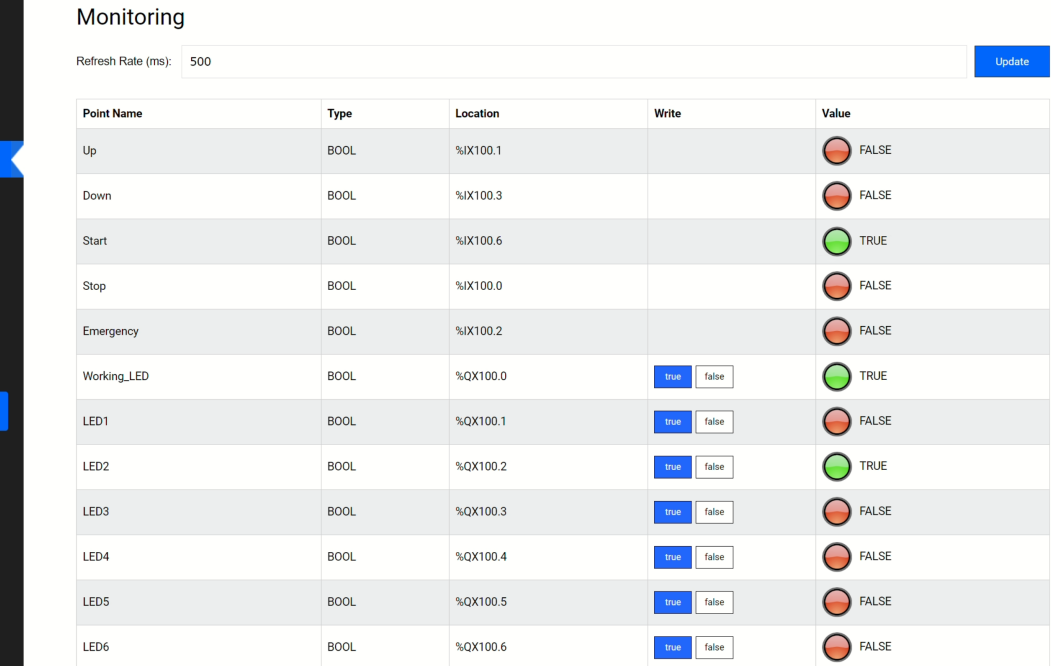 Monitoring
Refresh Rate (ms): 500 Update
Point Name Type Location Write Value
Up BOOL %IX100.1 FALSE
Down BOOL %IX100.3 FALSE
Start BOOL %IX100.6 TRUE
Stop BOOL %IX100.0 FALSE
Emergency BOOL %IX100.2 FALSE
Working_LED BOOL %QX100.0 true false TRUE
LED1 BOOL %QX100.1 true false FALSE
LED2 BOOL %QX100.2 true false TRUE
LED3 BOOL %QX100.3 true false FALSE
LED4 BOOL %QX100.4 true false FALSE
LED5 BOOL %QX100.5 true false FALSE
LED6 BOOL %QX100.6 true false FALSE